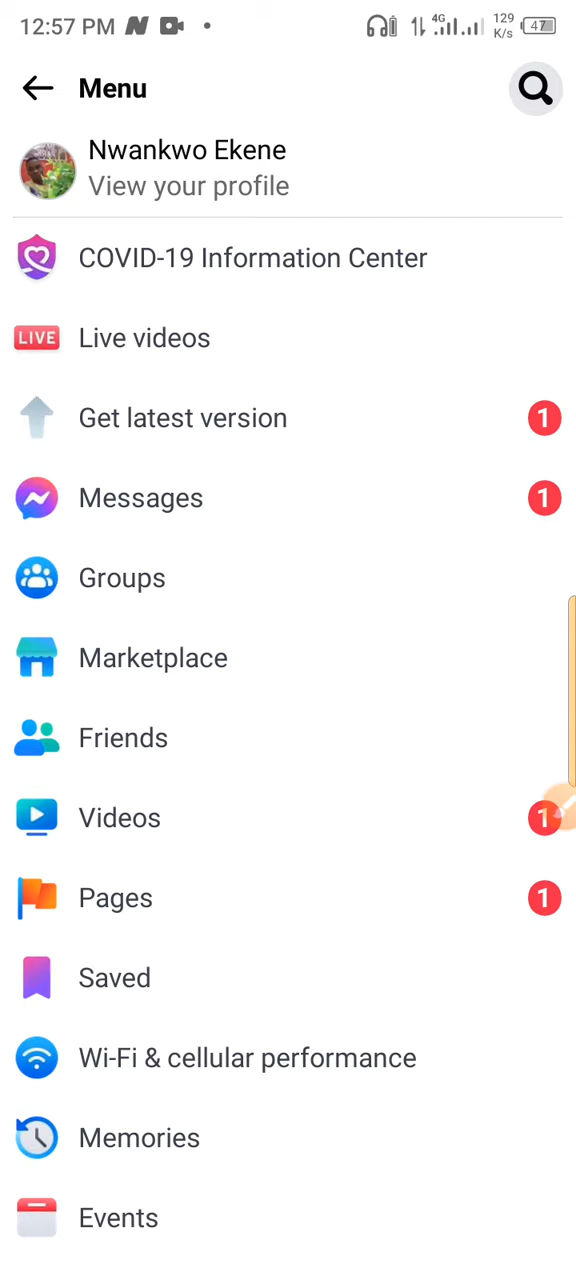 12:57 PM
4G
129
K/s
47
Menu
Nwankwo Ekene
View your profile
COVID-19 Information Center
LIVE
Live videos
Get latest version
1
Messages
1
Groups
Marketplace
Friends
Videos
1
Pages
1
Saved
Wi-Fi & cellular performance
Memories
Events